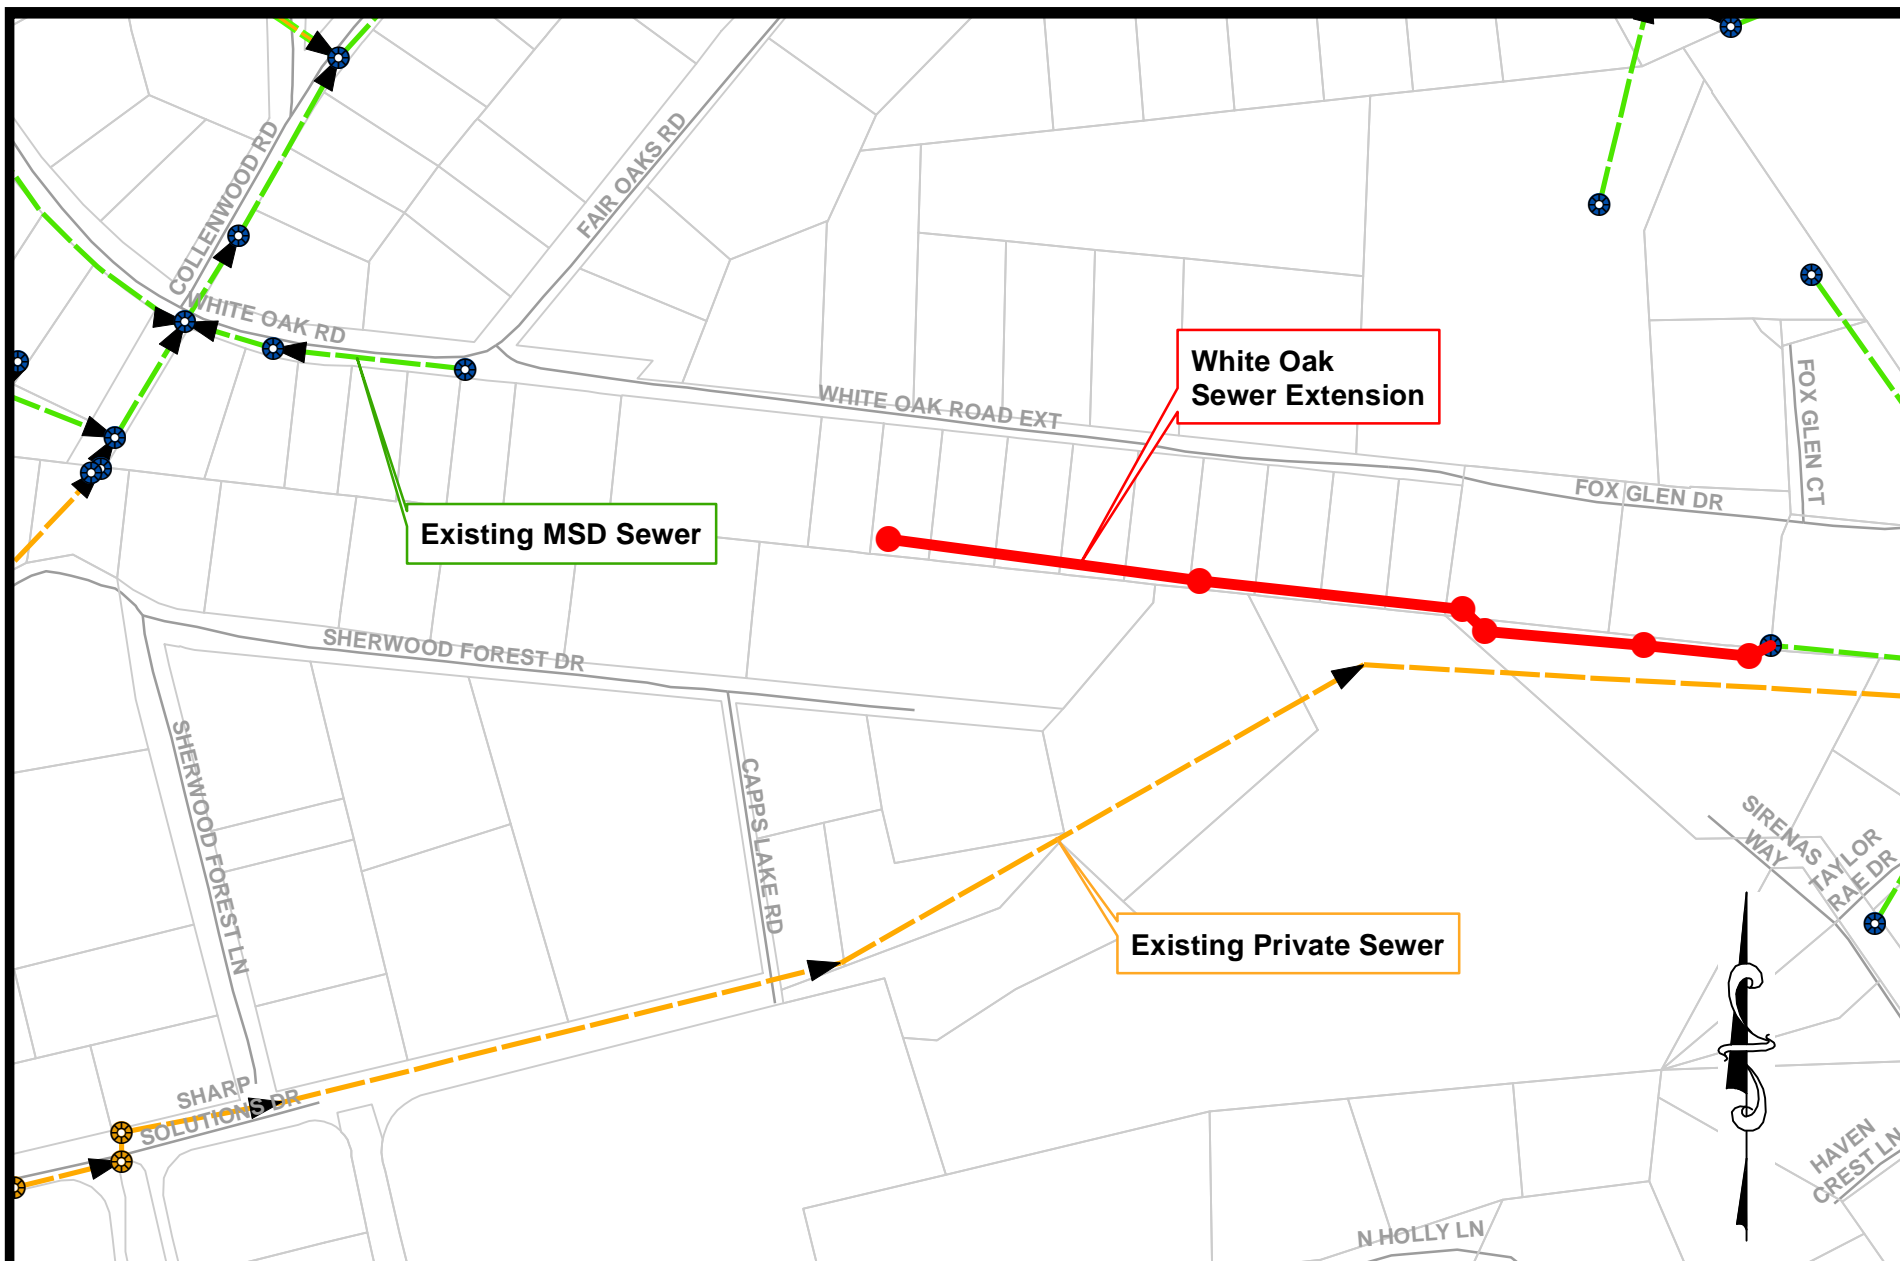 COLLENWOOD RD
FAIR OAKS RD
WHITE OAK RD
White Oak
Sewer Extension
WHITE OAK ROAD EXT
FOX GLEN CT
FOX GLEN DR
Existing MSD Sewer
SHERWOOD FOREST DR
SHERWOOD FOREST LN
CAPPS LAKE RD
SIRENAS
WAY
TAYLOR
RAE DR
Existing Private Sewer
SHARP
SOLUTIONS DR
HAVEN
CREST LN
N HOLLY LN